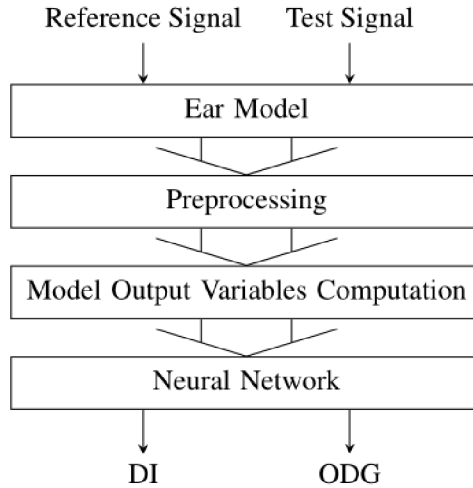 Reference Signal Test Signal
Ear Model
Preprocessing
Model Output Variables Computation
Neural Network
DI ODG